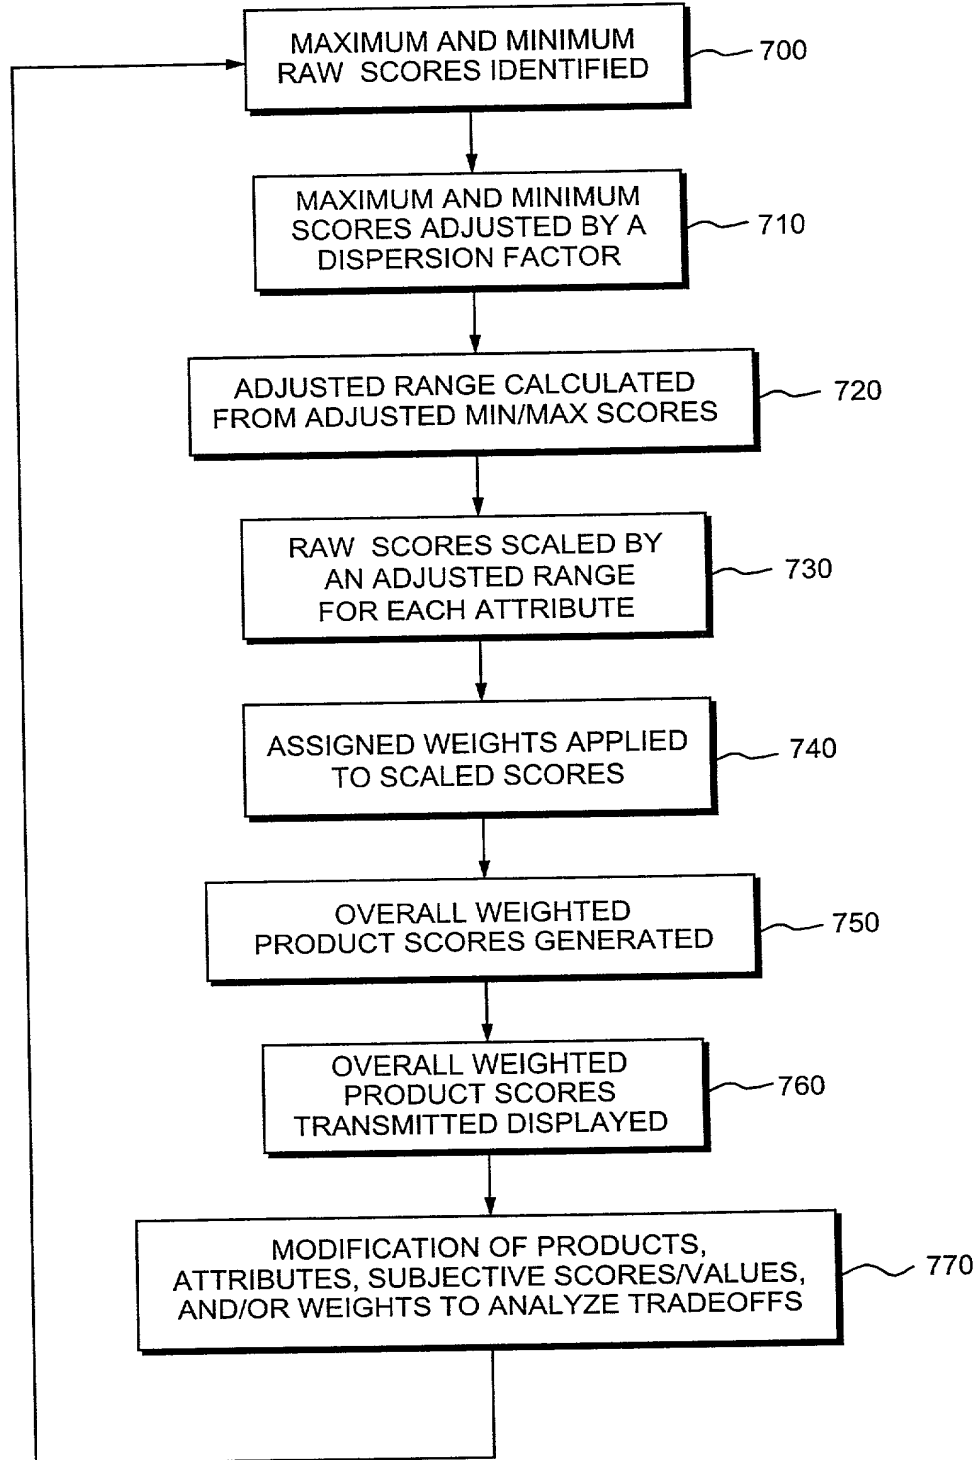 MAXIMUM AND MINIMUM
RAW SCORES IDENTIFIED
700
MAXIMUM AND MINIMUM
SCORES ADJUSTED BY A
DISPERSION FACTOR
710
ADJUSTED RANGE CALCULATED
FROM ADJUSTED MIN/MAX SCORES
720
RAW SCORES SCALED BY
AN ADJUSTED RANGE
FOR EACH ATTRIBUTE
730
ASSIGNED WEIGHTS APPLIED
TO SCALED SCORES
740
OVERALL WEIGHTED
PRODUCT SCORES GENERATED
750
OVERALL WEIGHTED
PRODUCT SCORES
TRANSMITTED DISPLAYED
760
MODIFICATION OF PRODUCTS,
ATTRIBUTES, SUBJECTIVE SCORES/VALUES,
AND/OR WEIGHTS TO ANALYZE TRADEOFFS
770